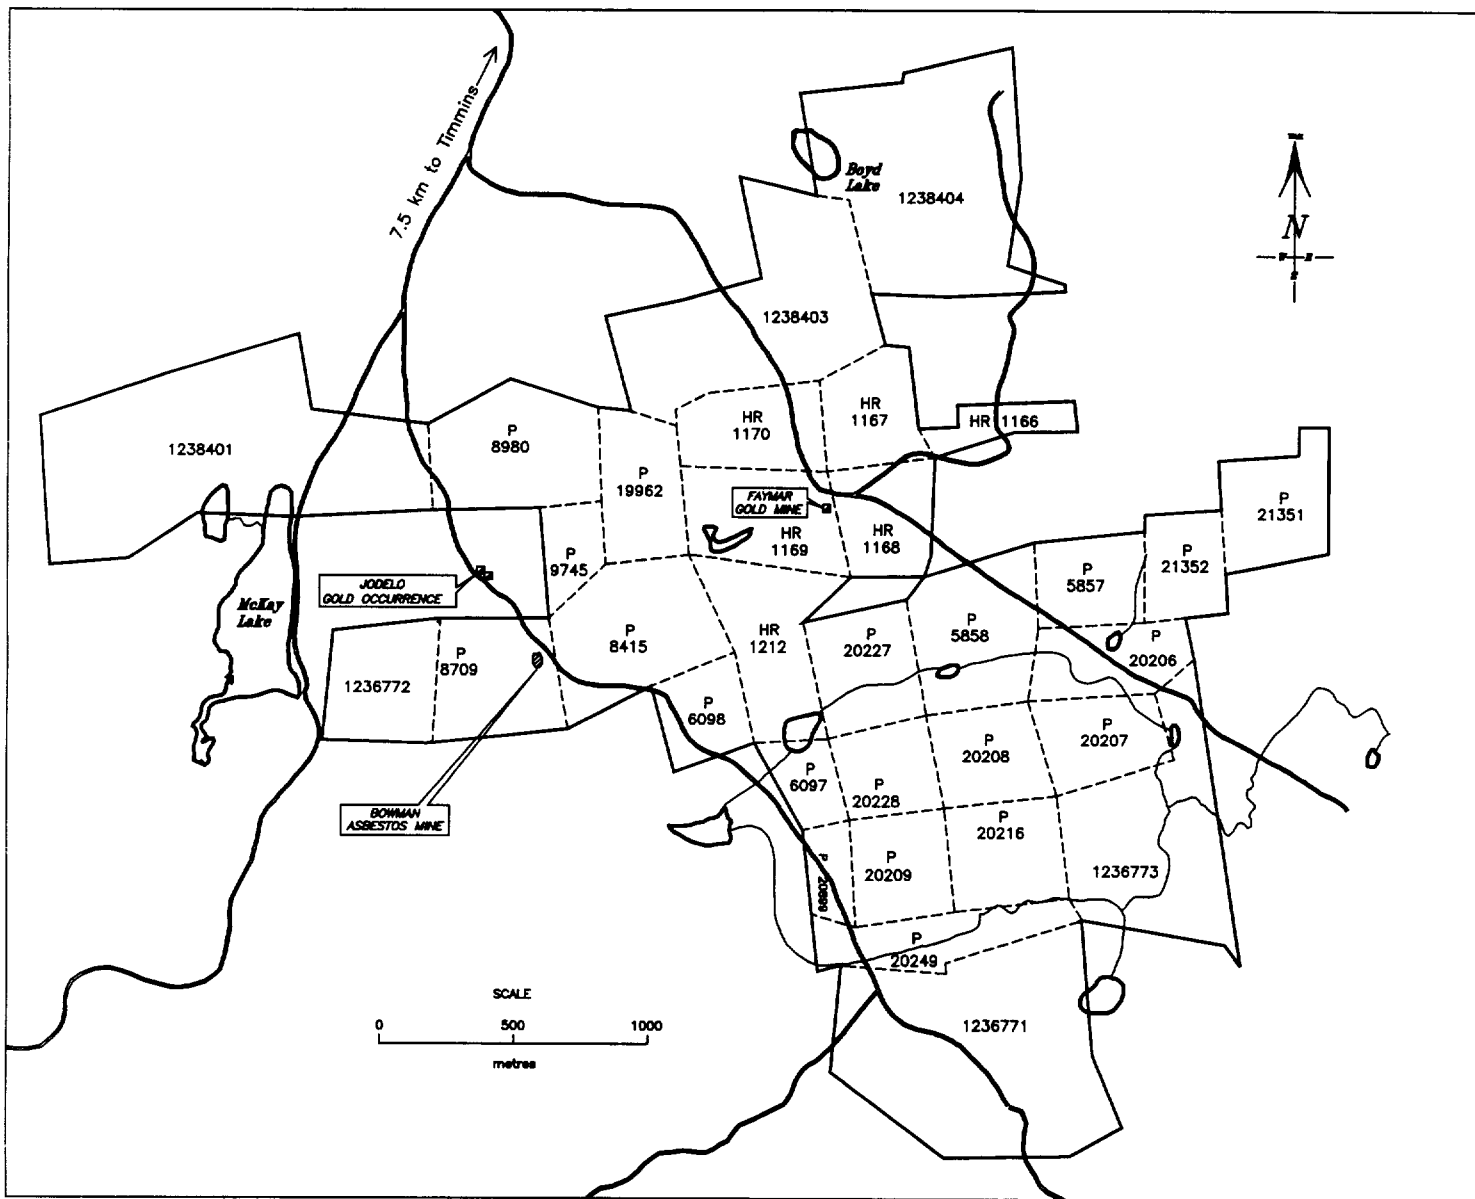 7.5 km to Timmins
Boyd
Lake
1238404
N
W
E
S
1238403
1238401
P
8980
HR
1170
HR
1167
HR 1166
P
19962
FAYMAR
GOLD MINE
P
21351
HR
1169
HR
1168
P
21352
P
9745
JODELO
GOLD OCCURRENCE
P
5857
McKay
Lake
P
8415
HR
1212
P
20227
P
5858
P
20206
P
8709
1236772
P
6098
P
20207
P
20208
P
6097
P
20228
BOWMAN
ASBESTOS MINE
P
20216
P
20209
1236773
P
P
20249
SCALE
0
500
1000
metres
1236771